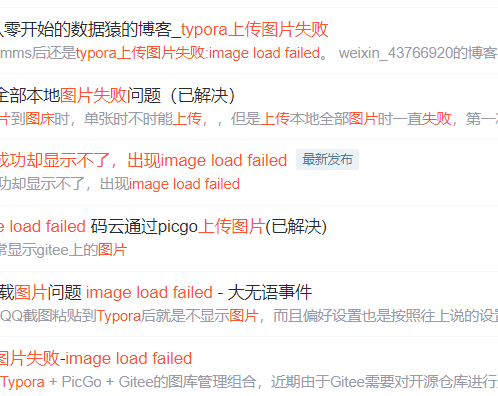 零开始的数据猿的博客_typora上传图片失败
mms后还是typora上传图片失败:image load failed。 weixin_43766920的博客
全部本地图片失败问题（已解决）
片到图床时，单张时不时能上传，，但是上传本地全部图片时一直失败，第一
成功却显示不了，出现image load failed 最新发布
功却显示不了，出现image load failed
e load failed 码云通过picgo上传图片(已解决)
常显示gitee上的图片
载图片问题 image load failed - 大无语事件
QQ截图粘贴到Typora后就是不显示图片，而且偏好设置也是按照往上说的设
图片失败-image load failed
Typora + PicGo + Gitee的图库管理组合，近期由于Gitee需要对开源仓库进行